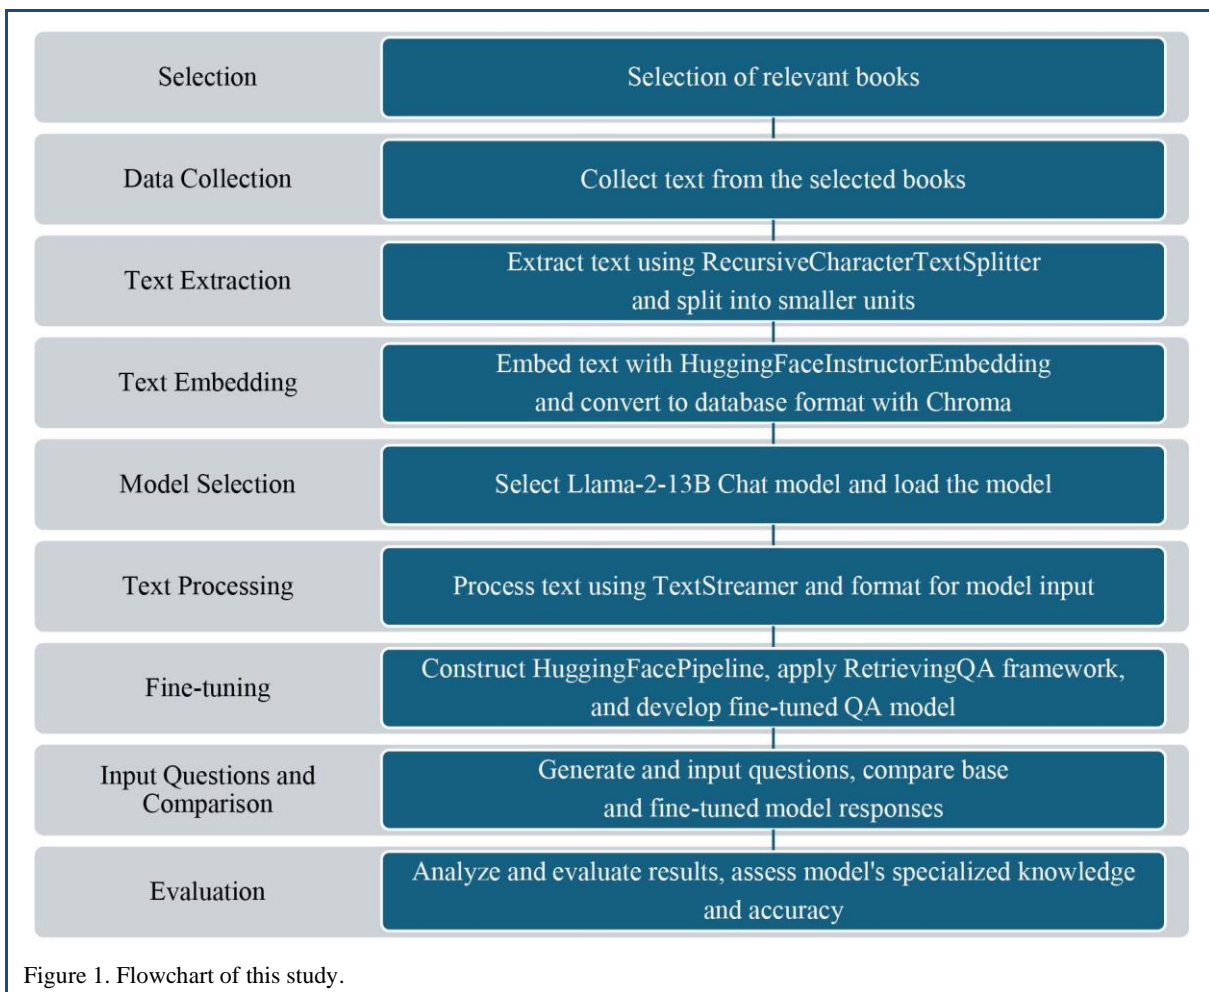 Selection
Selection of relevant books
Data Collection
Collect text from the selected books
Text Extraction
Extract text using RecursiveCharacterTextSplitter
and split into smaller units
Text Embedding
Embed text with HuggingFaceInstructorEmbedding
and convert to database format with Chroma
Model Selection
Select Llama-2-13B Chat model and load the model
Text Processing
Process text using TextStreamer and format for model input
Fine-tuning
Construct HuggingFacePipeline, apply RetrievingQA framework,
and develop fine-tuned QA model
Input Questions and
Comparison
Generate and input questions, compare base
and fine-tuned model responses
Evaluation
Analyze and evaluate results, assess model's specialized knowledge
and accuracy
Figure 1. Flowchart of this study.